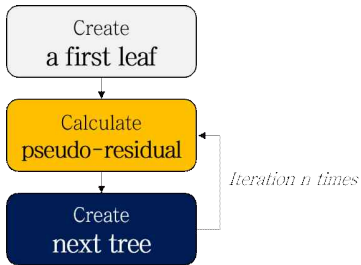 Create
a first leaf
Calculate
pseudo-residual
Iteration n times
Create
next tree